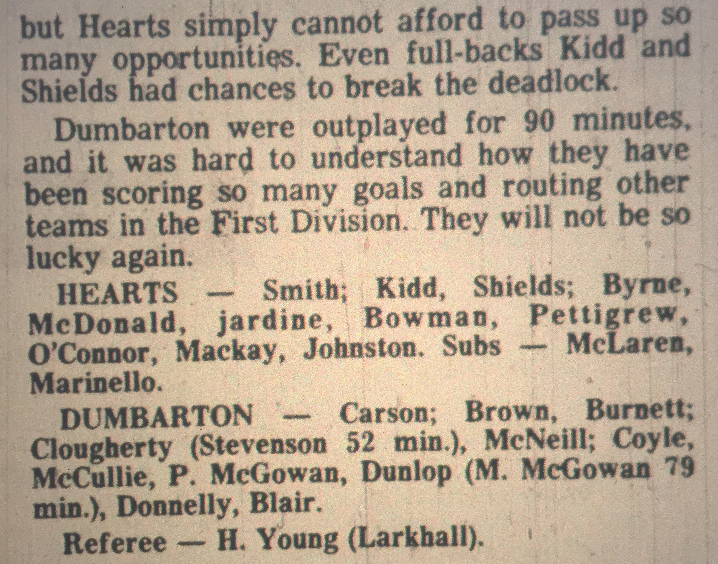 but Hearts simply cannot afford to pass up so
many opportunities. Even full-backs Kidd and
Shields had chances to break the deadlock.
Dumbarton were outplayed for 90 minutes,
and it was hard to understand how they have
been scoring so many goals and routing other
teams in the First Division. They will not be so
lucky again.
HEARTS — Smith; Kidd, Shields; Byrne,
McDonald, jardine, Bowman, Pettigrew,
O'Connor, Mackay, Johnston. Subs — McLaren,
Marinello.
DUMBARTON — Carson; Brown, Burnett;
Clougherty (Stevenson 52 min.), McNeill; Coyle,
McCullie, P. McGowan, Dunlop (M. McGowan 79
min.), Donnelly, Blair.
Referee — H. Young (Larkhall).